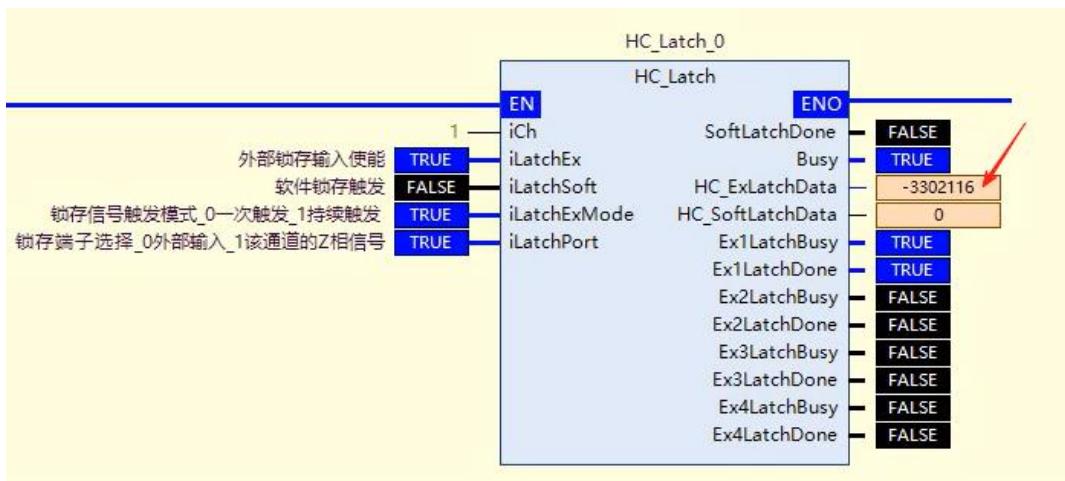 HC_Latch_0
HC_Latch
EN ENO
1 iCh SoftLatchDone FALSE
外部锁存输入使能 TRUE iLatchEx Busy TRUE
软件锁存触发 FALSE iLatchSoft HC_ExLatchData -3302116
锁存信号触发模式_0一次触发_1持续触发 TRUE iLatchExMode HC_SoftLatchData 0
锁存端子选择_0外部输入_1该通道的Z相信号 TRUE iLatchPort Ex1LatchBusy TRUE
Ex1LatchDone TRUE
Ex2LatchBusy FALSE
Ex2LatchDone FALSE
Ex3LatchBusy FALSE
Ex3LatchDone FALSE
Ex4LatchBusy FALSE
Ex4LatchDone FALSE